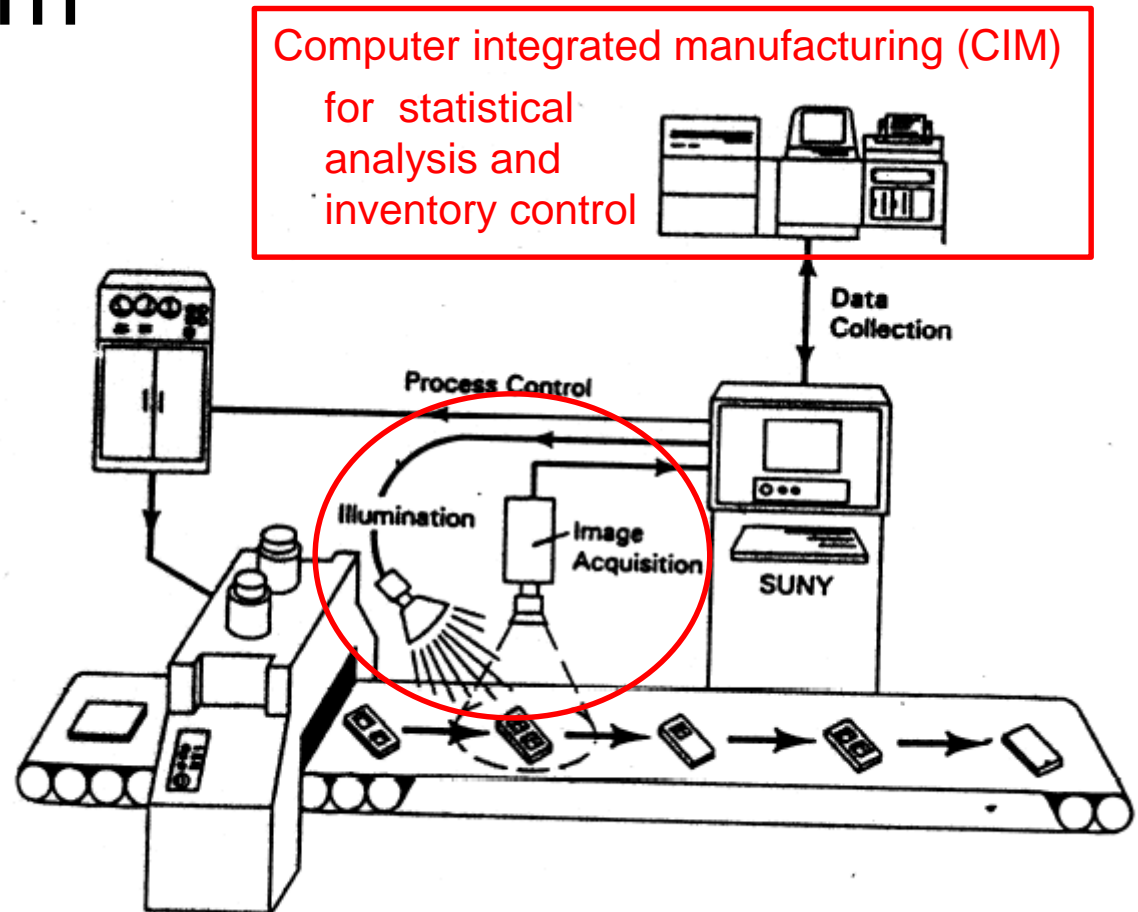 Computer integrated manufacturing (CIM)
for statistical
analysis and
inventory control
Data
Collection
Process Control
Illumination
Image
Acquisition
SUNY